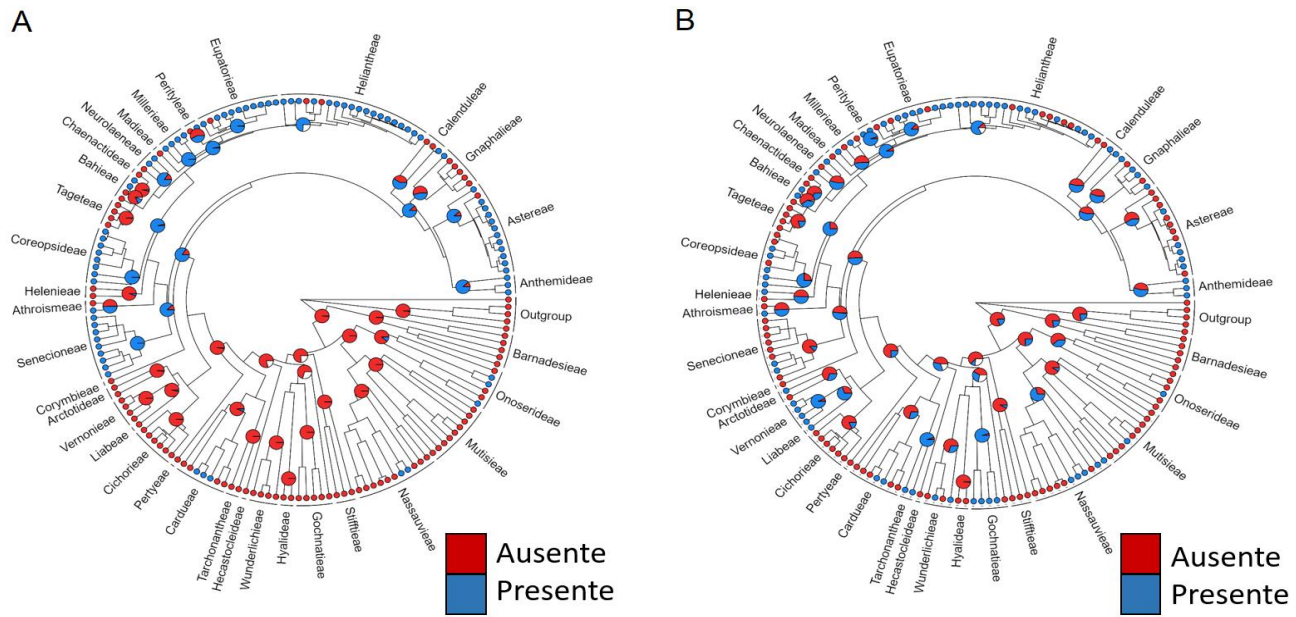 A
Eupatorieae
Heliantheae
Perityleae
Millerieae
Madieae
Neurolaeneae
Chaenactideae
Bahieae
Tageteae
Coreopsideae
Helenieae
Athroismeae
Senecioneae
Corymbieae
Arctotideae
Vernonieae
Liabeae
Cichorieae
Pertyeae
Cardueae
Tarchonantheae
Hecastocleideae
Wunderlichieae
Hyalideae
Gochnatieae
Stifftieae
Nassauvieae
Mutisieae
Onoserideae
Barnadesieae
Outgroup
Anthemideae
Astereae
Gnaphalieae
Calenduleae
Ausente
Presente
B
Eupatorieae
Heliantheae
Perityleae
Millerieae
Madieae
Neurolaeneae
Chaenactideae
Bahieae
Tageteae
Coreopsideae
Helenieae
Athroismeae
Senecioneae
Corymbieae
Arctotideae
Vernonieae
Liabeae
Cichorieae
Pertyeae
Cardueae
Tarchonantheae
Hecastocleideae
Wunderlichieae
Hyalideae
Gochnatieae
Stifftieae
Nassauvieae
Mutisieae
Onoserideae
Barnadesieae
Outgroup
Anthemideae
Astereae
Gnaphalieae
Calenduleae
Ausente
Presente